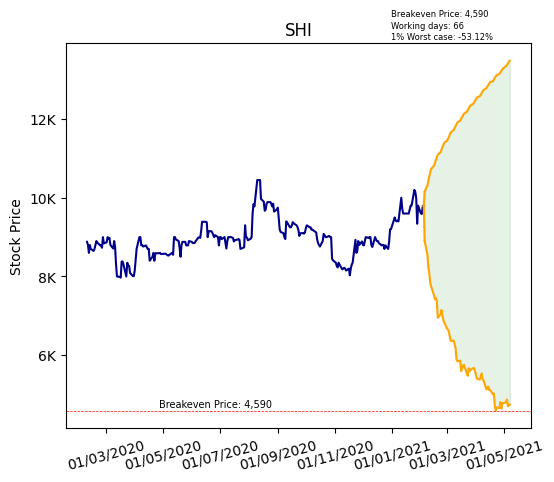 Breakeven Price: 4,590
Working days: 66
1% Worst case: -53.12%
SHI
Stock Price
12K
10K
8K
6K
Breakeven Price: 4,590
01/03/2020
01/05/2020
01/07/2020
01/09/2020
01/11/2020
01/01/2021
01/03/2021
01/05/2021